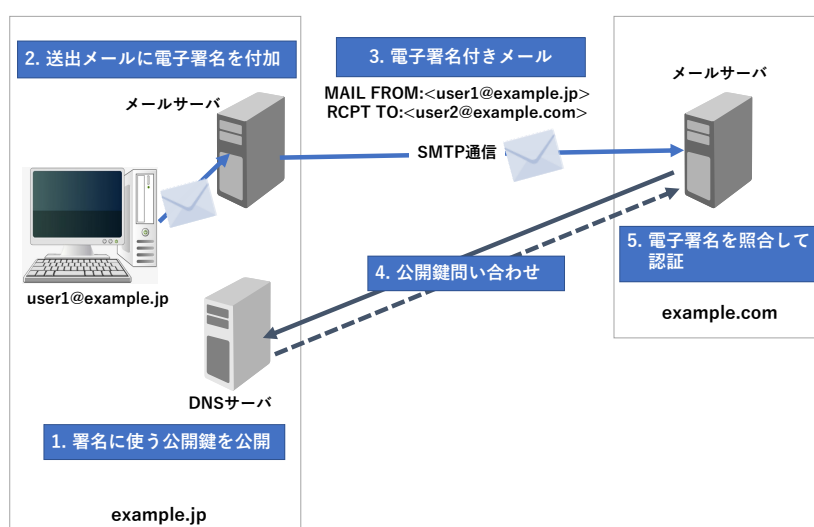 2. 送出メールに電子署名を付加
3. 電子署名付きメール
メールサーバ
MAIL FROM:<user1@example.jp>
RCPT TO:<user2@example.com>
メールサーバ
SMTP通信
user1@example.jp
4. 公開鍵問い合わせ
5. 電子署名を照合して
認証
example.com
DNSサーバ
1. 署名に使う公開鍵を公開
example.jp